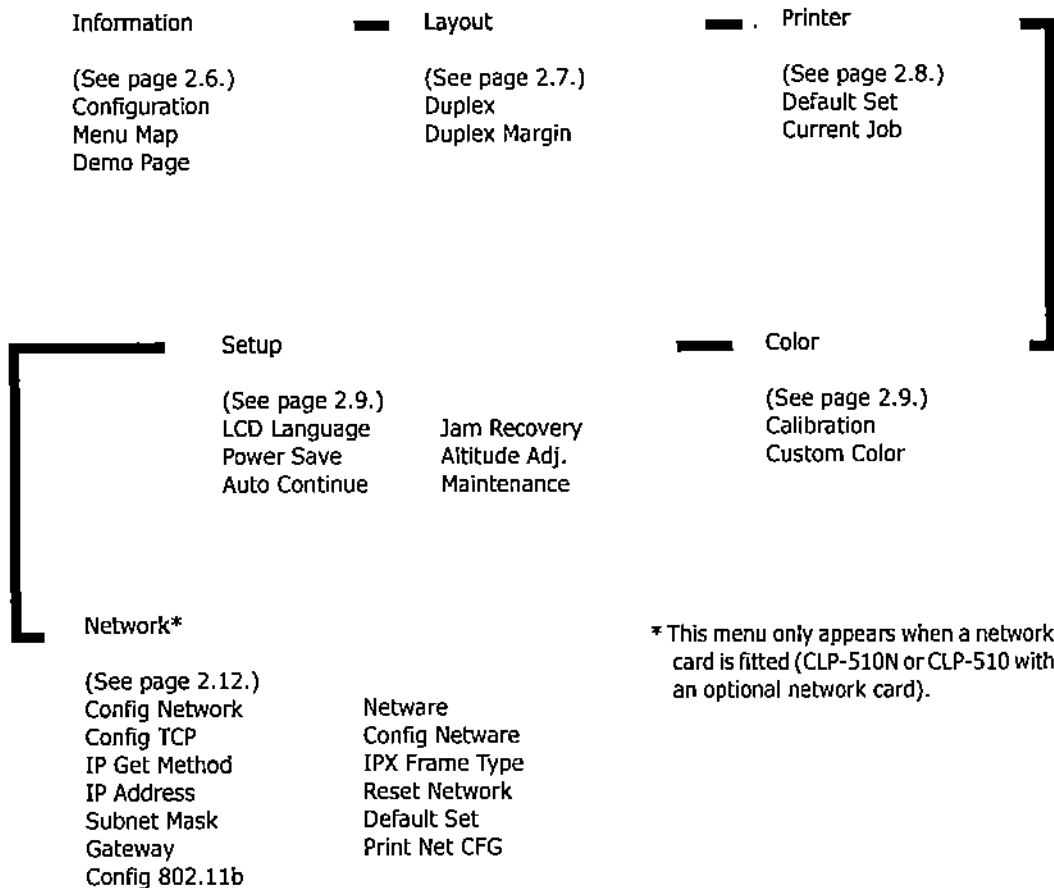 Information
(See page 2.6.)
Configuration
Menu Map
Demo Page
Layout
(See page 2.7.)
Duplex
Duplex Margin
Printer
(See page 2.8.)
Default Set
Current Job
Setup
(See page 2.9.)
LCD Language
Power Save
Auto Continue
Jam Recovery
Altitude Adj.
Maintenance
Color
(See page 2.9.)
Calibration
Custom Color
Network*
(See page 2.12.)
Config Network
Config TCP
IP Get Method
IP Address
Subnet Mask
Gateway
Config 802.11b
Netware
Config Netware
IPX Frame Type
Reset Network
Default Set
Print Net CFG
* This menu only appears when a network
card is fitted (CLP-510N or CLP-510 with
an optional network card).